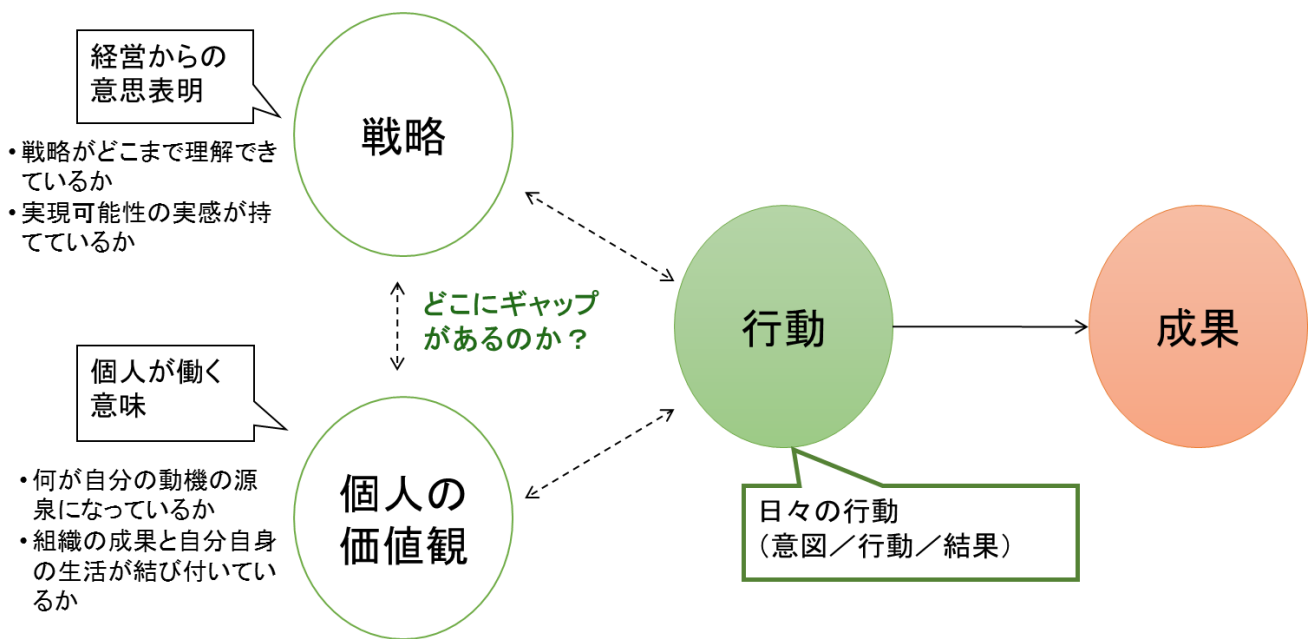 経営からの
意思表明
戦略
・戦略がどこまで理解でき
ているか
・実現可能性の実感が持
てているか
どこにギャップ
があるのか？
行動
成果
個人が働く
意味
個人の
価値観
・何が自分の動機の源
泉になっているか
・組織の成果と自分自身
の生活が結び付いてい
るか
日々の行動
（意図／行動／結果）